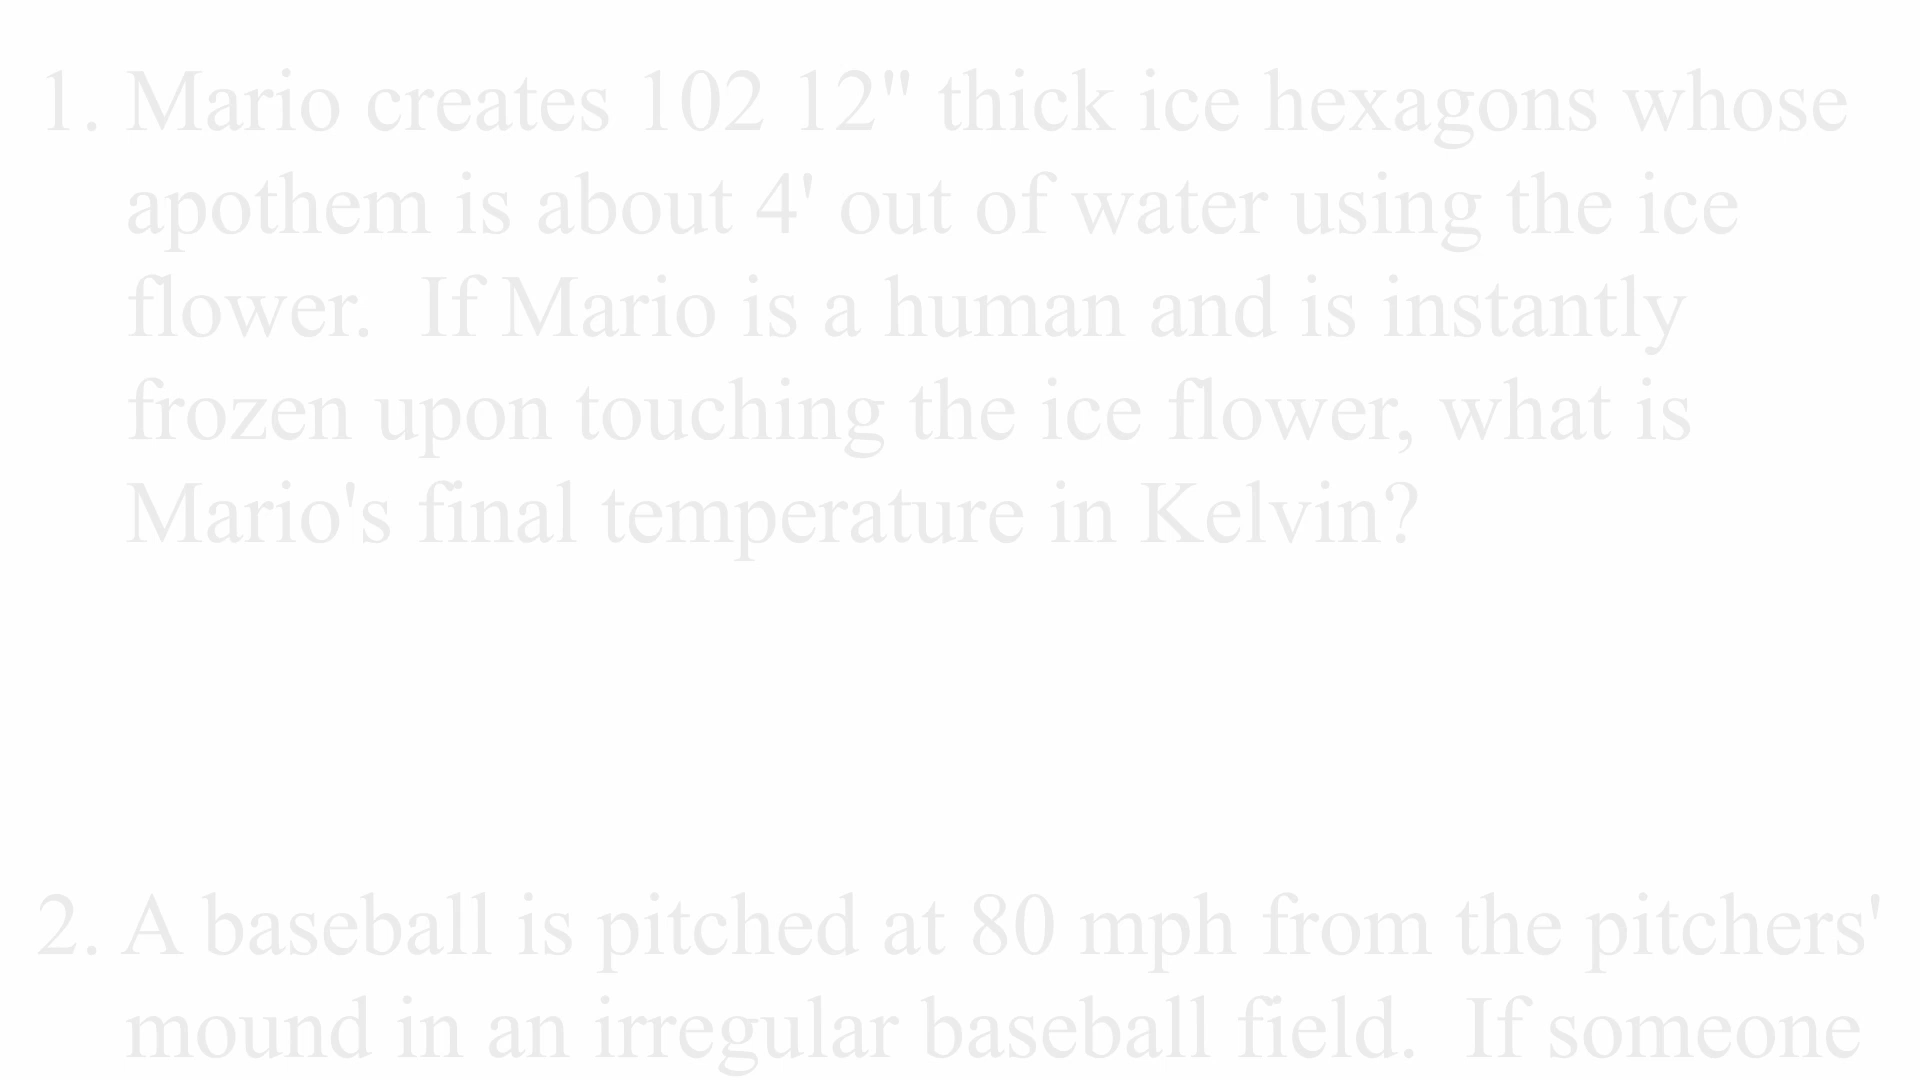 1. Mario creates 102 12" thick ice hexagons whose
apothem is about 4' out of water using the ice
flower.  If Mario is a human and is instantly
frozen upon touching the ice flower, what is
Mario's final temperature in Kelvin?
2. A baseball is pitched at 80 mph from the pitchers'
mound in an irregular baseball field.  If someone